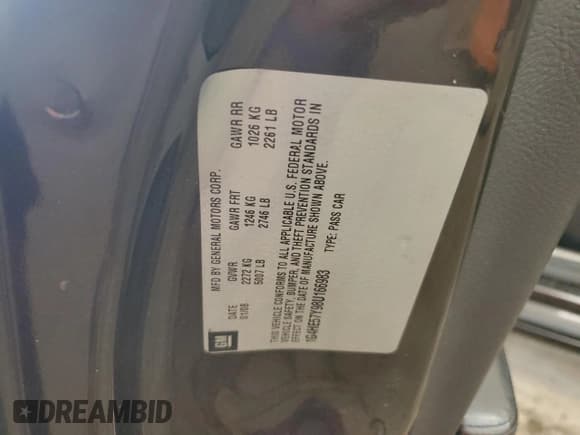 MFD BY GENERAL MOTORS CORP.
DATE GVWR GAWR FRT GAWR RR
01/08 2272 KG 1246 KG 1026 KG
5007 LB 2746 LB 2261 LB
THIS VEHICLE CONFORMS TO ALL APPLICABLE U.S. FEDERAL MOTOR
VEHICLE SAFETY, BUMPER, AND THEFT PREVENTION STANDARDS IN
EFFECT ON THE DATE OF MANUFACTURE SHOWN ABOVE.
1G4HE57Y98U166983 TYPE: PASS CAR
GM
DREAMBID